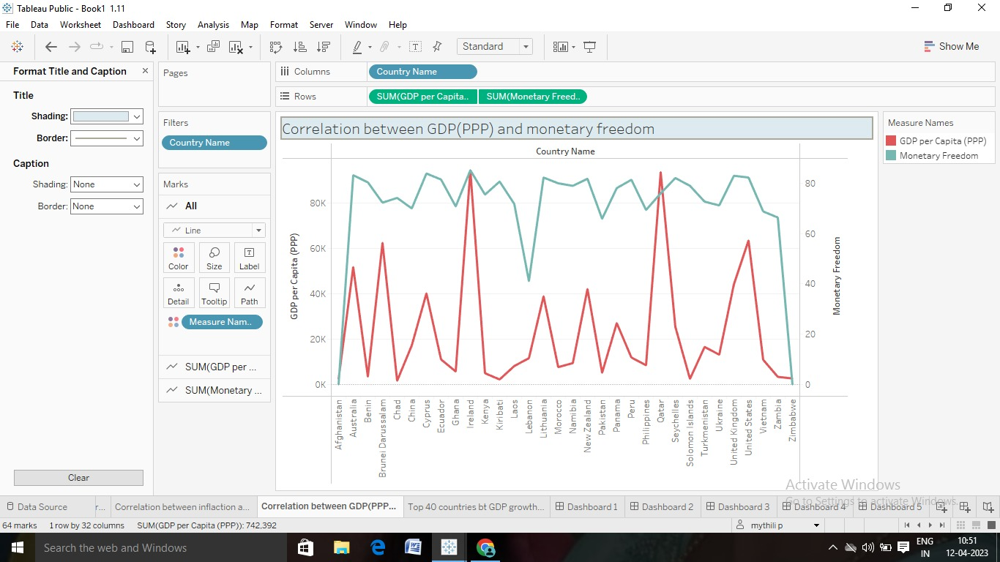 Tableau Public - Book1 1.11
File Data Worksheet Dashboard Story Analysis Map Format Server Window Help
Standard
Show Me
Format Title and Caption
Title
Shading:
Border:
Caption
Shading: None
Border: None
Clear
Pages
Filters
Country Name
Marks
All
Line
Color Size Label
Detail Tooltip Path
Measure Nam..
SUM(GDP per ...
SUM(Monetary ...
Columns Country Name
Rows SUM(GDP per Capita.. SUM(Monetary Freed..
Correlation between GDP(PPP) and monetary freedom
Country Name
GDP per Capita (PPP)
80K
60K
40K
20K
0K
80
60
40
20
0
Monetary Freedom
Afghanistan
Australia
Benin
Brunei Darussalam
Chad
China
Cyprus
Ecuador
Ghana
Ireland
Kenya
Kiribati
Laos
Lebanon
Lithuania
Morocco
Namibia
New Zealand
Pakistan
Panama
Peru
Philippines
Qatar
Seychelles
Solomon Islands
Turkmenistan
Ukraine
United Kingdom
United States
Vietnam
Zambia
Zimbabwe
Measure Names
GDP per Capita (PPP)
Monetary Freedom
Activate Windows
Go to Settings to activate Windows.
Data Source r... Correlation between inflaction a... Correlation between GDP(PPP... Top 40 countries bt GDP growth... Dashboard 1 Dashboard 2 Dashboard 3 Dashboard 4 Dashboard 5
64 marks 1 row by 32 columns SUM(GDP per Capita (PPP)): 742,392
mythili p
Search the web and Windows
ENG
IN
10:51
12-04-2023